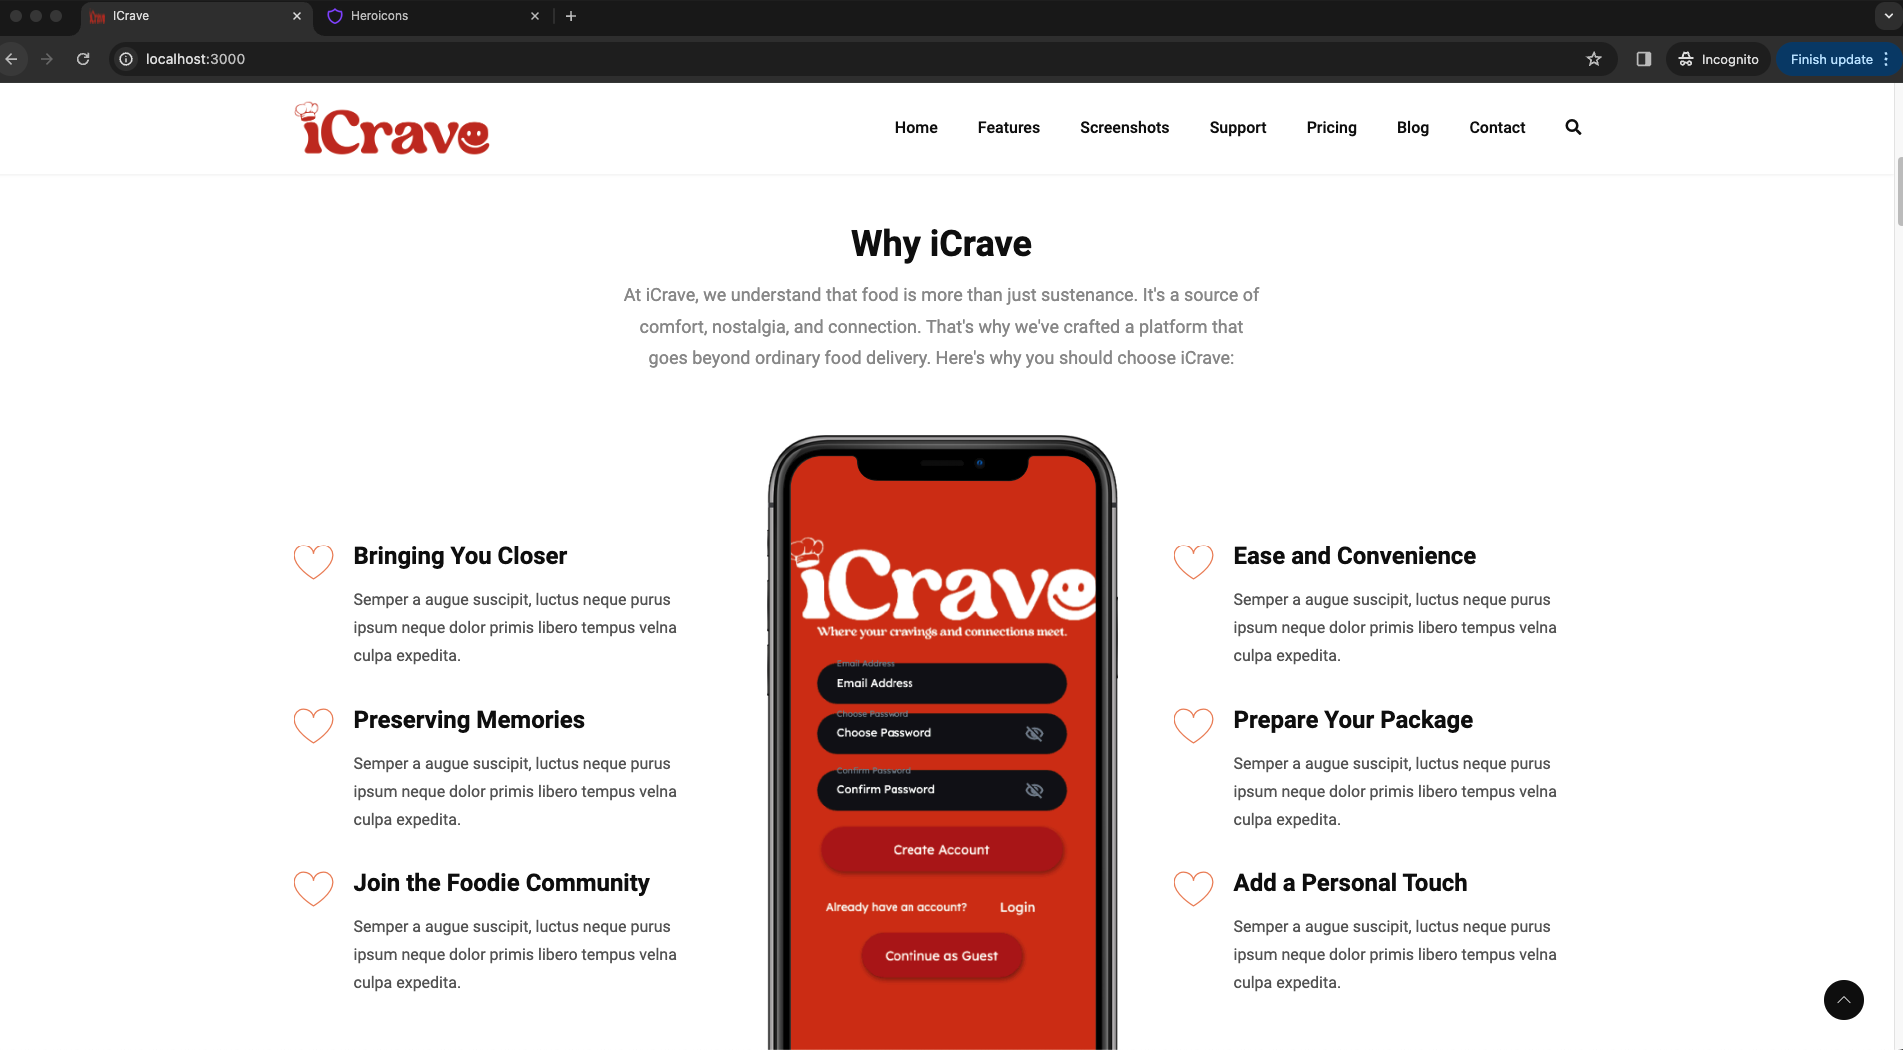 ICrave
Heroicons
localhost:3000
Incognito
Finish update
iCrave
Home
Features
Screenshots
Support
Pricing
Blog
Contact
Why iCrave
At iCrave, we understand that food is more than just sustenance. It's a source of
comfort, nostalgia, and connection. That's why we've crafted a platform that
goes beyond ordinary food delivery. Here's why you should choose iCrave:
Bringing You Closer
Semper a augue suscipit, luctus neque purus
ipsum neque dolor primis libero tempus velna
culpa expedita.
Preserving Memories
Semper a augue suscipit, luctus neque purus
ipsum neque dolor primis libero tempus velna
culpa expedita.
Join the Foodie Community
Semper a augue suscipit, luctus neque purus
ipsum neque dolor primis libero tempus velna
culpa expedita.
iCrave
Where your cravings and connections meet.
Email Address
Email Address
Choose Password
Choose Password
Confirm Password
Confirm Password
Create Account
Already have an account? Login
Continue as Guest
Ease and Convenience
Semper a augue suscipit, luctus neque purus
ipsum neque dolor primis libero tempus velna
culpa expedita.
Prepare Your Package
Semper a augue suscipit, luctus neque purus
ipsum neque dolor primis libero tempus velna
culpa expedita.
Add a Personal Touch
Semper a augue suscipit, luctus neque purus
ipsum neque dolor primis libero tempus velna
culpa expedita.